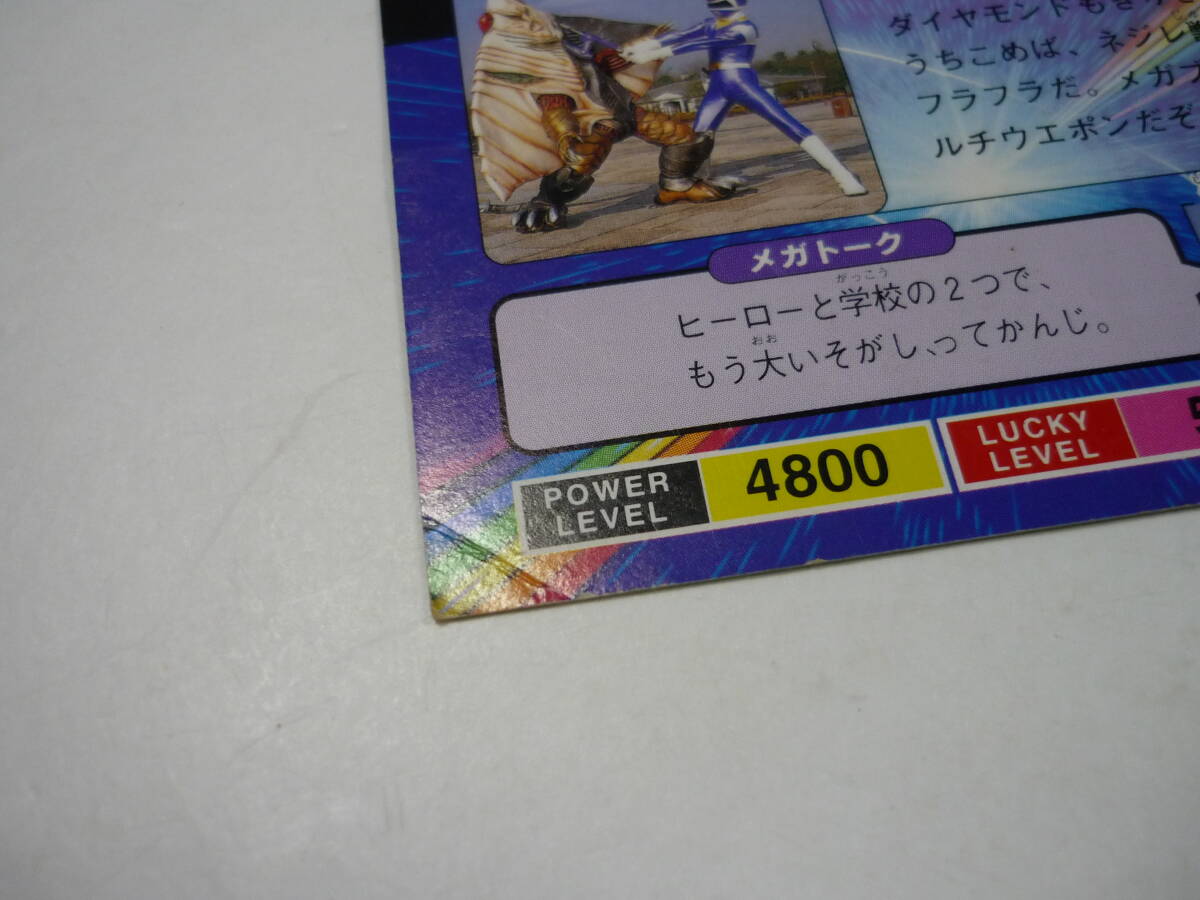 ダイヤモンドも
うちこめば、ネジレ
フラフラだ。メガ
ルチウエポンだぞ
メガトーク
ヒーローと学校の2つで、
がっこう
もう大いそがし、ってかんじ。
おお
POWER LEVEL
4800
LUCKY LEVEL